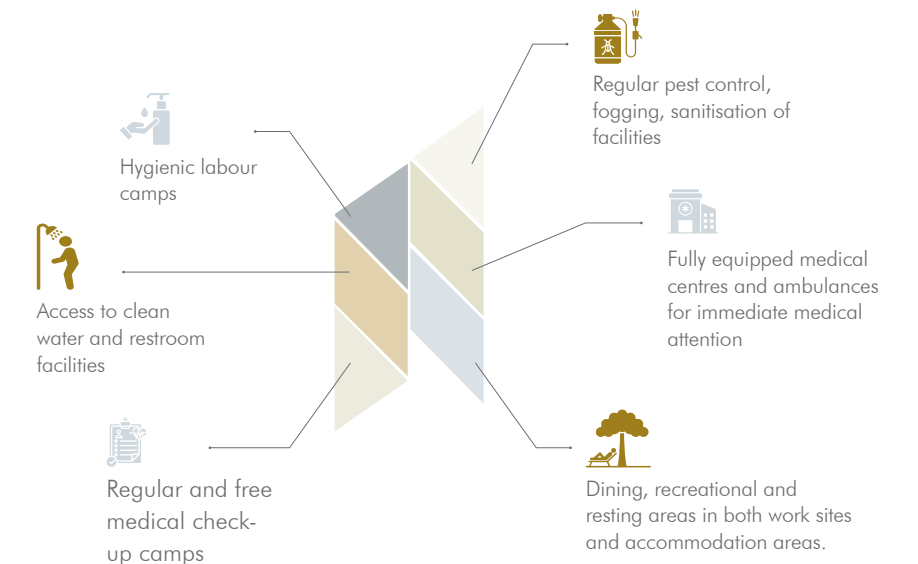 Regular pest control,
fogging, sanitisation of
facilities
Hygienic labour
camps
Fully equipped medical
centres and ambulances
for immediate medical
attention
Access to clean
water and restroom
facilities
Regular and free
medical check-
up camps
Dining, recreational and
resting areas in both work sites
and accommodation areas.